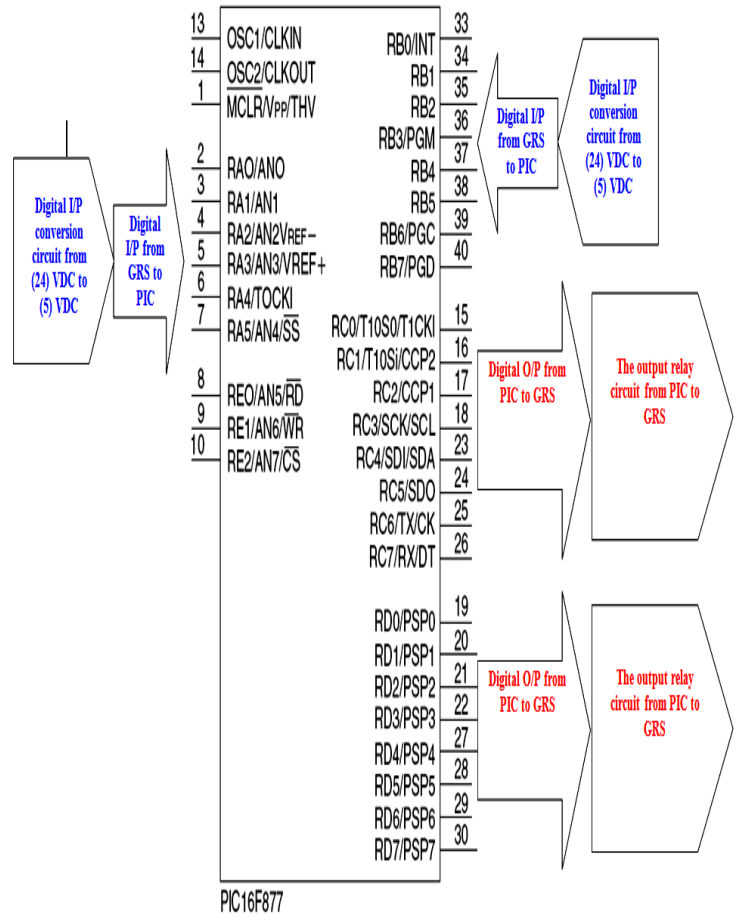 13
OSC1/CLKIN
14
OSC2/CLKOUT
1
MCLR/VPP/THV
2
RAO/ANO
3
RA1/AN1
4
RA2/AN2VREF−
5
RA3/AN3/VREF+
6
RA4/TOCKI
7
RA5/AN4/SS
8
REO/AN5/RD
9
RE1/AN6/WR
10
RE2/AN7/CS
33
RB0/INT
34
RB1
35
RB2
36
RB3/PGM
37
RB4
38
RB5
39
RB6/PGC
40
RB7/PGD
15
RC0/T10S0/T1CKI
16
RC1/T10Si/CCP2
17
RC2/CCP1
18
RC3/SCK/SCL
23
RC4/SDI/SDA
24
RC5/SDO
25
RC6/TX/CK
26
RC7/RX/DT
19
RD0/PSP0
20
RD1/PSP1
21
RD2/PSP2
22
RD3/PSP3
27
RD4/PSP4
28
RD5/PSP5
29
RD6/PSP6
30
RD7/PSP7
PIC16F877
Digital I/P
conversion
circuit from
(24) VDC to
(5) VDC
Digital
I/P from
GRS to
PIC
Digital I/P
from GRS
to PIC
Digital I/P
conversion
circuit from
(24) VDC to
(5) VDC
Digital O/P from
PIC to GRS
The output relay
circuit from PIC to
GRS
Digital O/P from
PIC to GRS
The output relay
circuit from PIC to
GRS